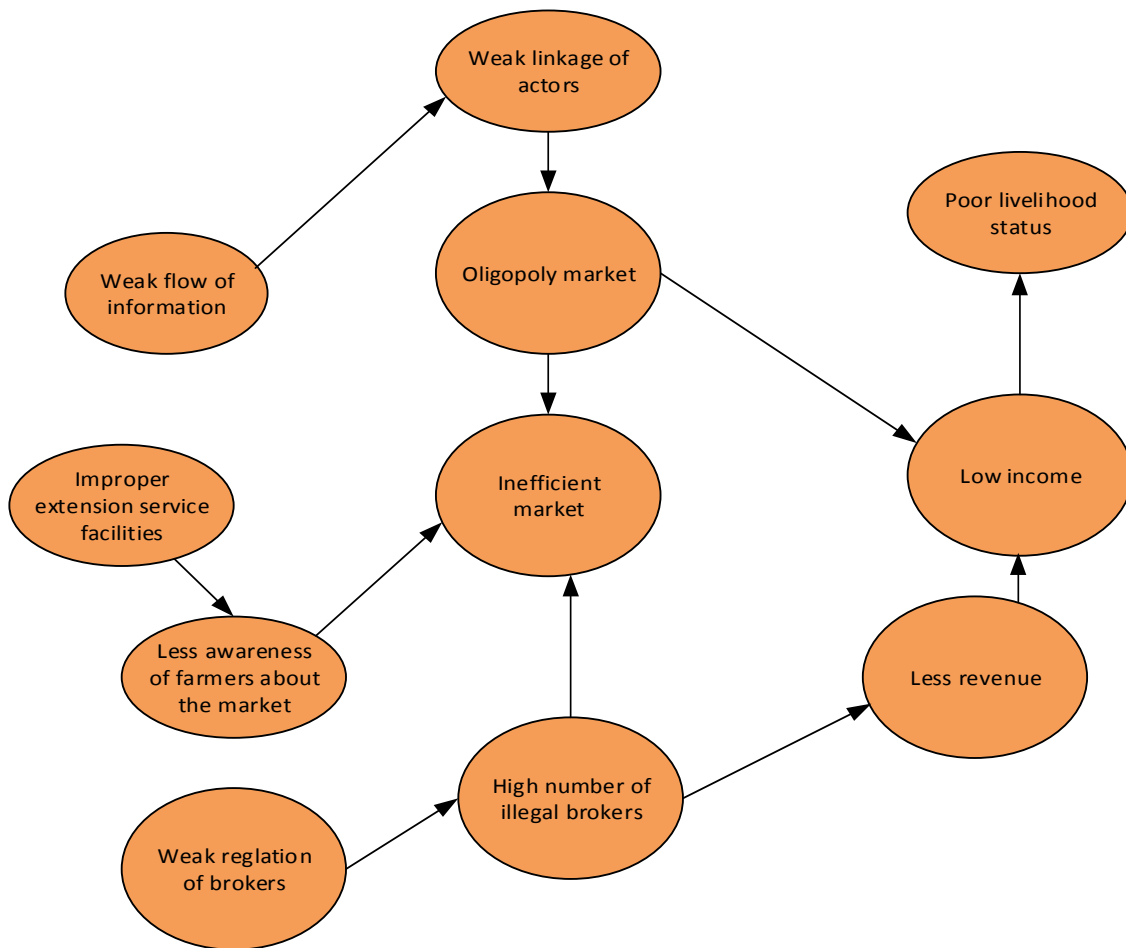 Weak linkage of
actors
Poor livelihood
status
Weak flow of
information
Oligopoly market
Improper
extension service
facilities
Inefficient
market
Low income
Less awareness
of farmers about
the market
Less revenue
High number of
illegal brokers
Weak reglation
of brokers